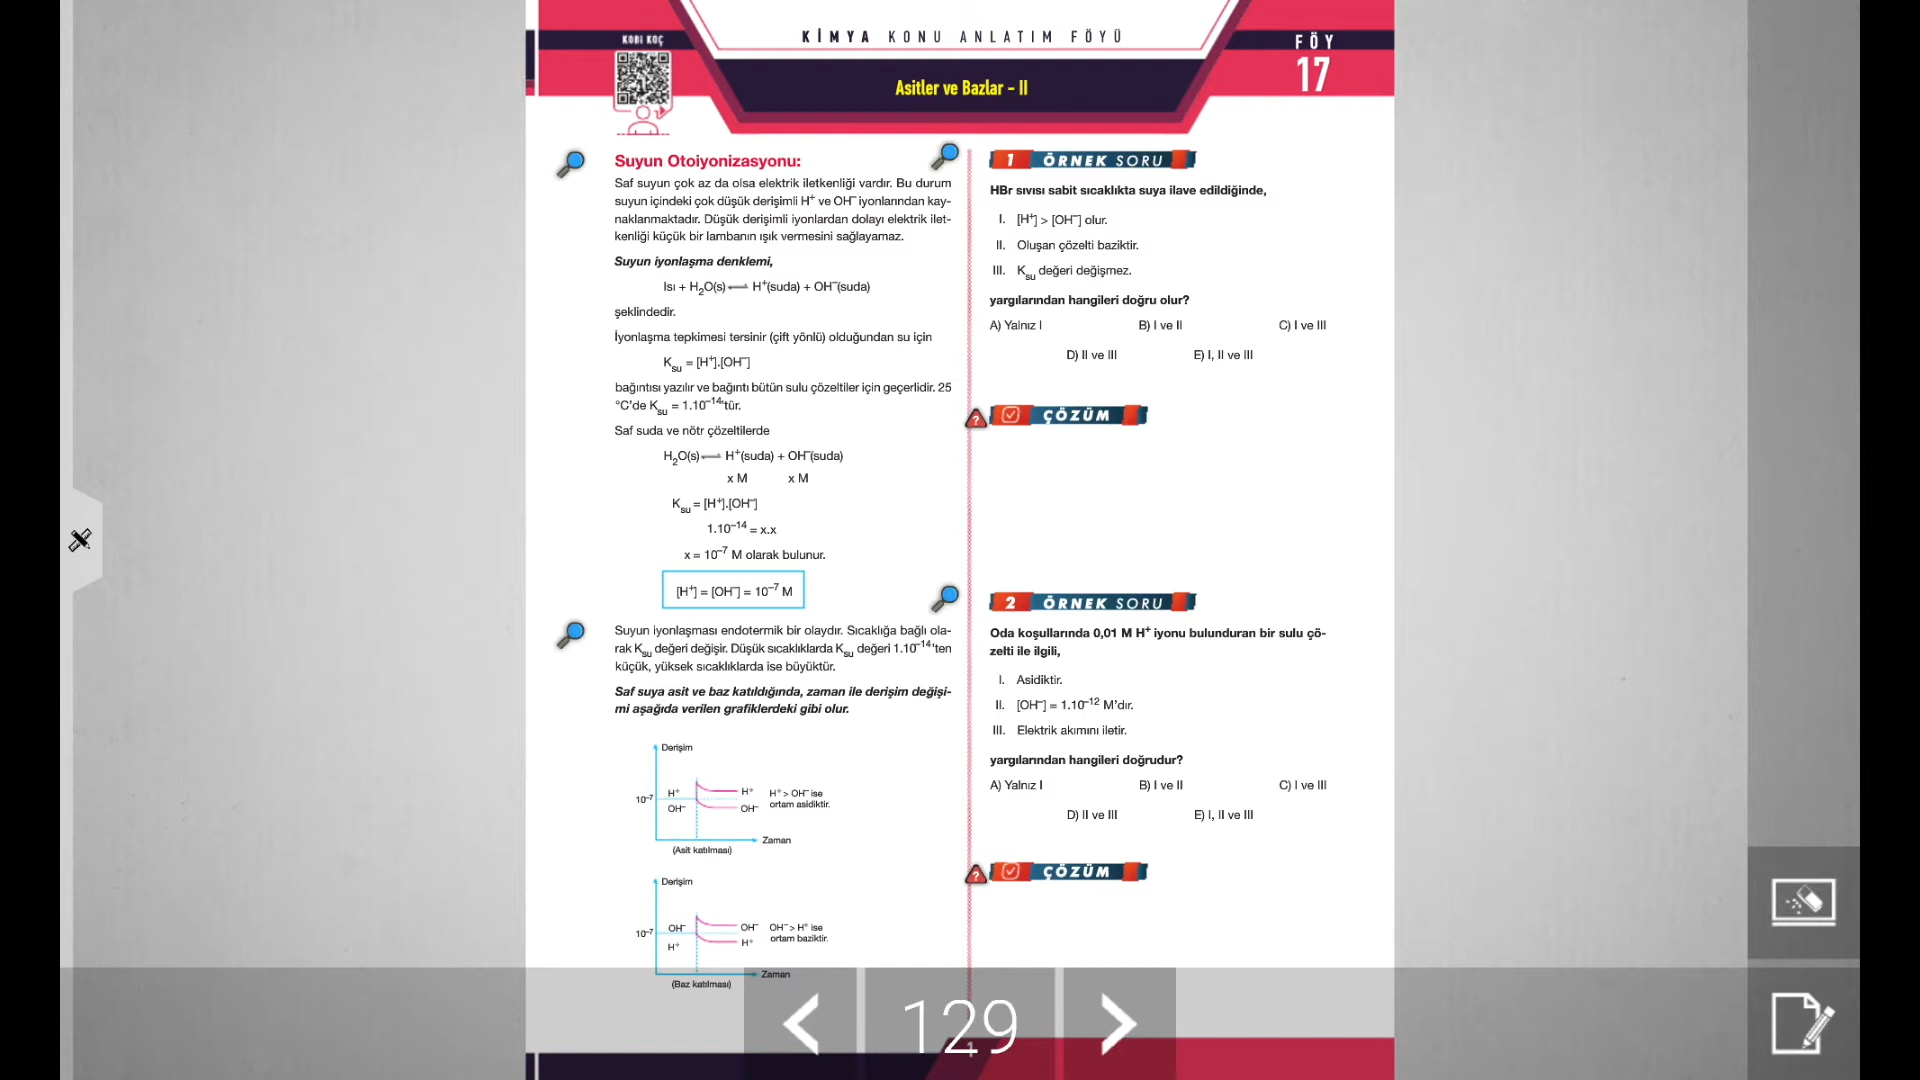 KOBİ KOÇ
KİMYA KONU ANLATIM FÖYÜ
FÖY
17
Asitler ve Bazlar – II
Suyun Otoiyonizasyonu:
Saf suyun çok az da olsa elektrik iletkenliği vardır. Bu durum
suyun içindeki çok düşük derişimli H⁺ ve OH⁻ iyonlarından kay-
naklanmaktadır. Düşük derişimli iyonlardan dolayı elektrik ilet-
kenliği küçük bir lambanın ışık vermesini sağlayamaz.
Suyun iyonlaşma denklemi,
Isı + H₂O(s) ⇌ H⁺(suda) + OH⁻(suda)
şeklindedir.
İyonlaşma tepkimesi tersinir (çift yönlü) olduğundan su için
Ksu = [H⁺].[OH⁻]
bağıntısı yazılır ve bağıntı bütün sulu çözeltiler için geçerlidir. 25
°C'de Ksu = 1.10⁻¹⁴'tür.
Saf suda ve nötr çözeltilerde
H₂O(s) ⇌ H⁺(suda) + OH⁻(suda)
x M x M
Ksu = [H⁺].[OH⁻]
1.10⁻¹⁴ = x.x
x = 10⁻⁷ M olarak bulunur.
[H⁺] = [OH⁻] = 10⁻⁷ M
Suyun iyonlaşması endotermik bir olaydır. Sıcaklığa bağlı ola-
rak Ksu değeri değişir. Düşük sıcaklıklarda Ksu değeri 1.10⁻¹⁴'ten
küçük, yüksek sıcaklıklarda ise büyüktür.
Saf suya asit ve baz katıldığında, zaman ile derişim değişi-
mi aşağıda verilen grafiklerdeki gibi olur.
Derişim
10⁻⁷
H⁺
OH⁻
H⁺
OH⁻
H⁺ > OH⁻ ise
ortam asidiktir.
Zaman
(Asit katılması)
Derişim
10⁻⁷
OH⁻
H⁺
OH⁻
H⁺
OH⁻ > H⁺ ise
ortam baziktir.
Zaman
(Baz katılması)
1 ÖRNEK SORU
HBr sıvısı sabit sıcaklıkta suya ilave edildiğinde,
I. [H⁺] > [OH⁻] olur.
II. Oluşan çözelti baziktir.
III. Ksu değeri değişmez.
yargılarından hangileri doğru olur?
A) Yalnız I B) I ve II C) I ve III
D) II ve III E) I, II ve III
? ÇÖZÜM
2 ÖRNEK SORU
Oda koşullarında 0,01 M H⁺ iyonu bulunduran bir sulu çö-
zelti ile ilgili,
I. Asidiktir.
II. [OH⁻] = 1.10⁻¹² M'dır.
III. Elektrik akımını iletir.
yargılarından hangileri doğrudur?
A) Yalnız I B) I ve II C) I ve III
D) II ve III E) I, II ve III
? ÇÖZÜM
129
1